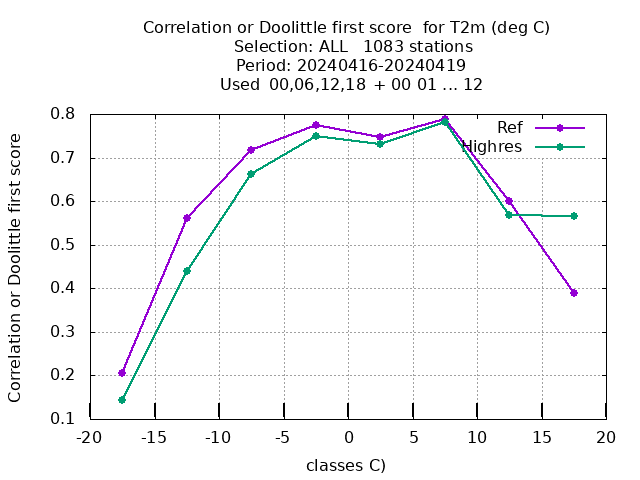 Correlation or Doolittle first score  for T2m (deg C)
Selection: ALL   1083 stations
Period: 20240416-20240419
Used  00,06,12,18  + 00 01 ... 12
Ref
Highres
Correlation or Doolittle first score
0.8
0.7
0.6
0.5
0.4
0.3
0.2
0.1
-20 -15 -10 -5 0 5 10 15 20
classes C)